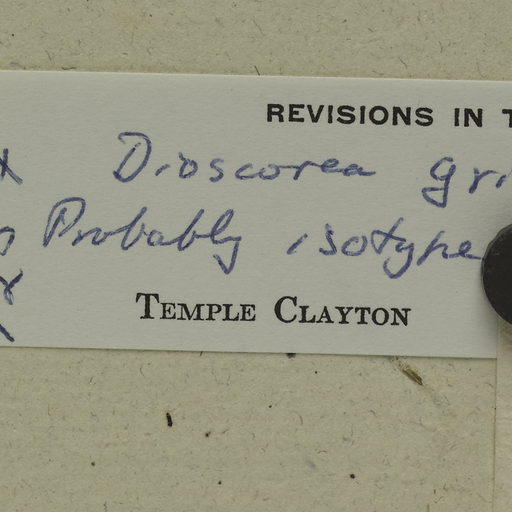 REVISIONS IN T
Dioscorea gri
Probably isotype
TEMPLE CLAYTON